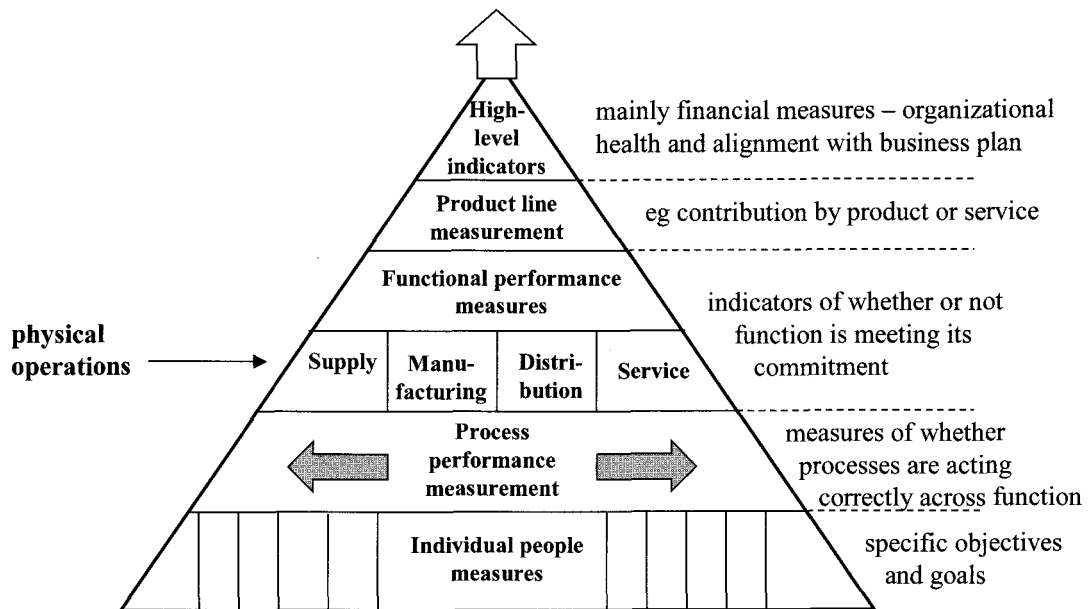 High-
level
indicators
mainly financial measures – organizational
health and alignment with business plan
Product line
measurement
eg contribution by product or service
Functional performance
measures
indicators of whether or not
function is meeting its
commitment
physical
operations
Supply
Manu-
facturing
Distri-
bution
Service
Process
performance
measurement
measures of whether
processes are acting
correctly across function
Individual people
measures
specific objectives
and goals